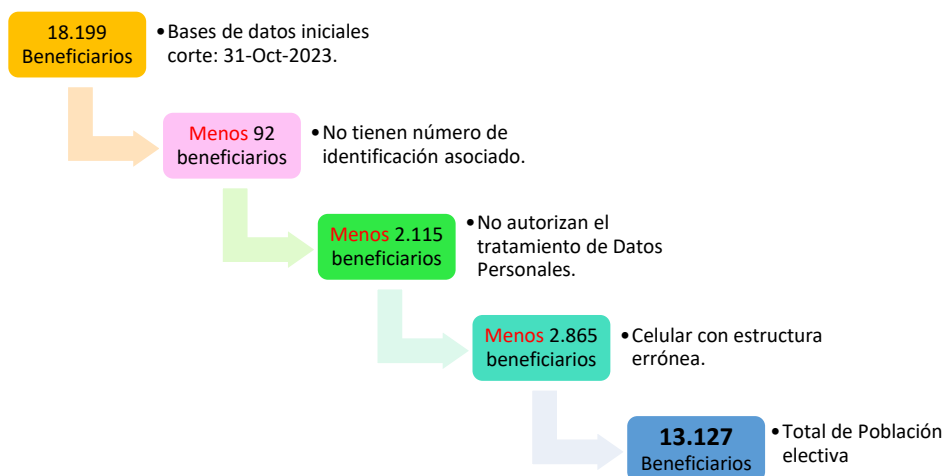 18.199
Beneficiarios
•Bases de datos iniciales
corte: 31-Oct-2023.
Menos 92
beneficiarios
•No tienen número de
identificación asociado.
Menos 2.115
beneficiarios
•No autorizan el
tratamiento de Datos
Personales.
Menos 2.865
beneficiarios
•Celular con estructura
errónea.
13.127
Beneficiarios
•Total de Población
electiva